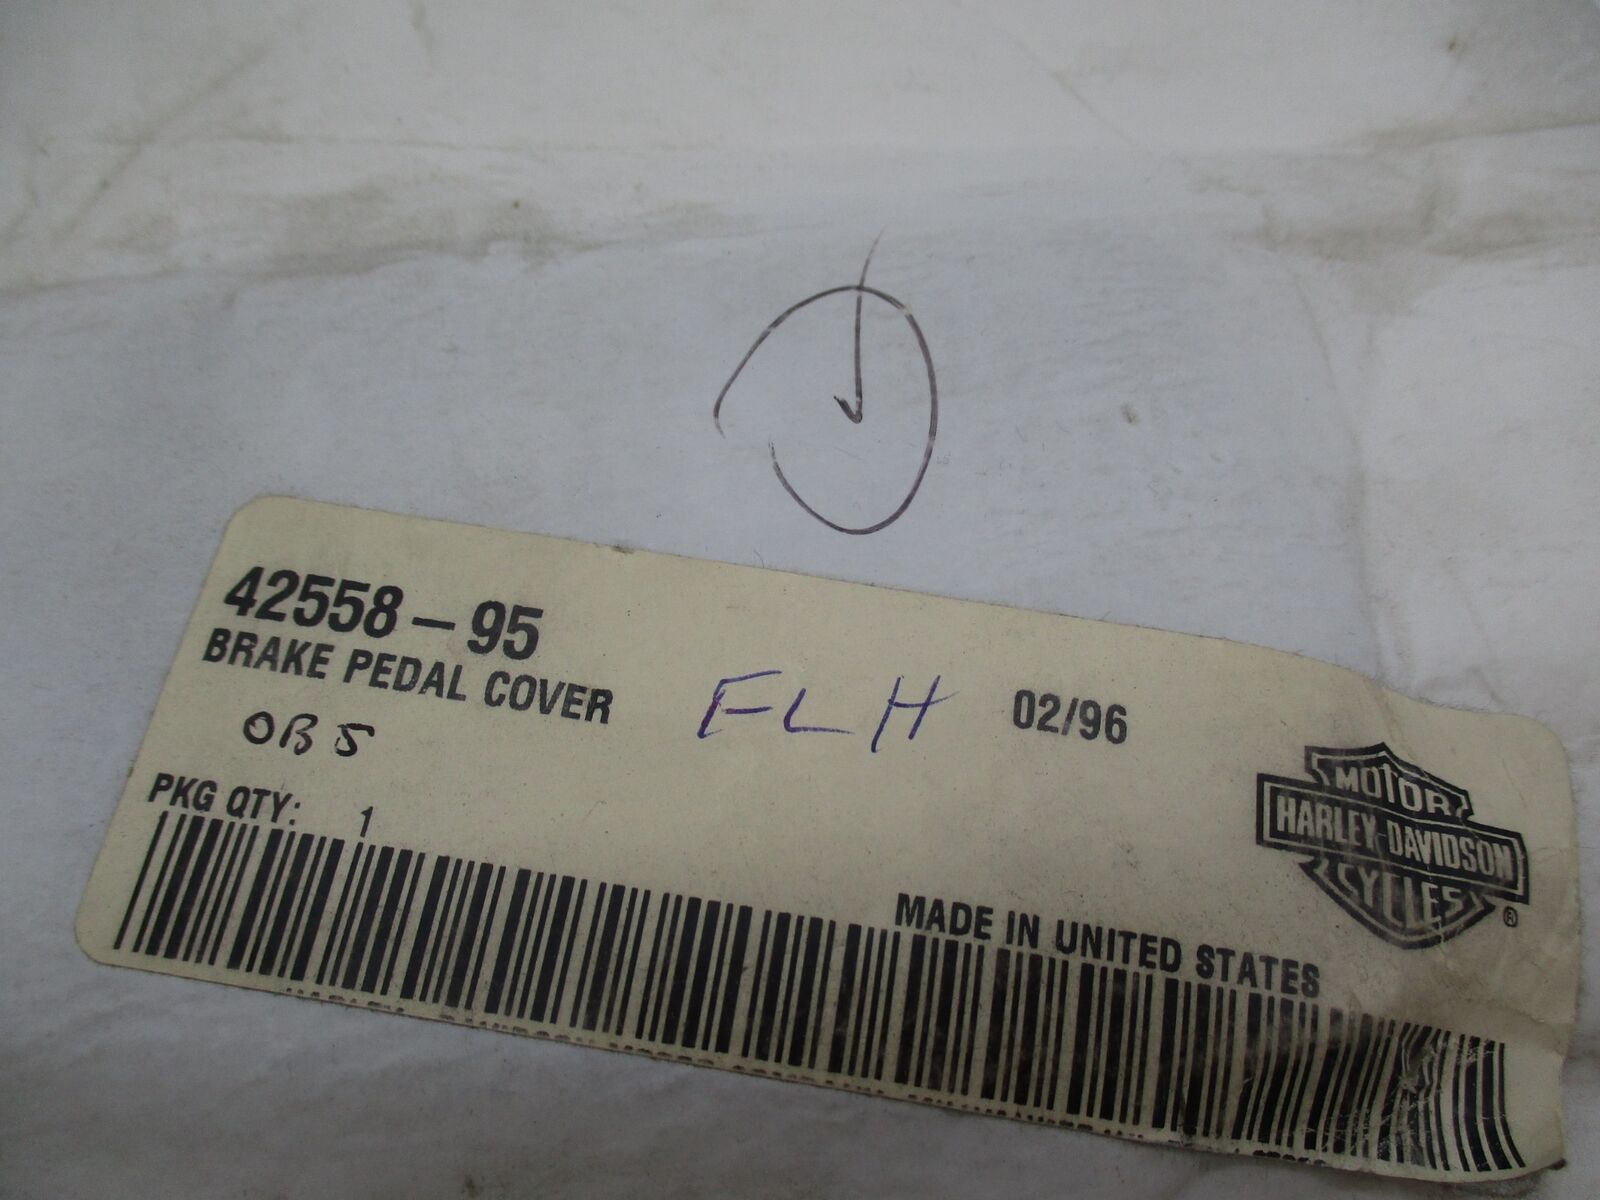 42558-95
BRAKE PEDAL COVER
FLH
02/96
OB5
PKG QTY: 1
MADE IN UNITED STATES
MOTOR
HARLEY-DAVIDSON
CYCLES
®